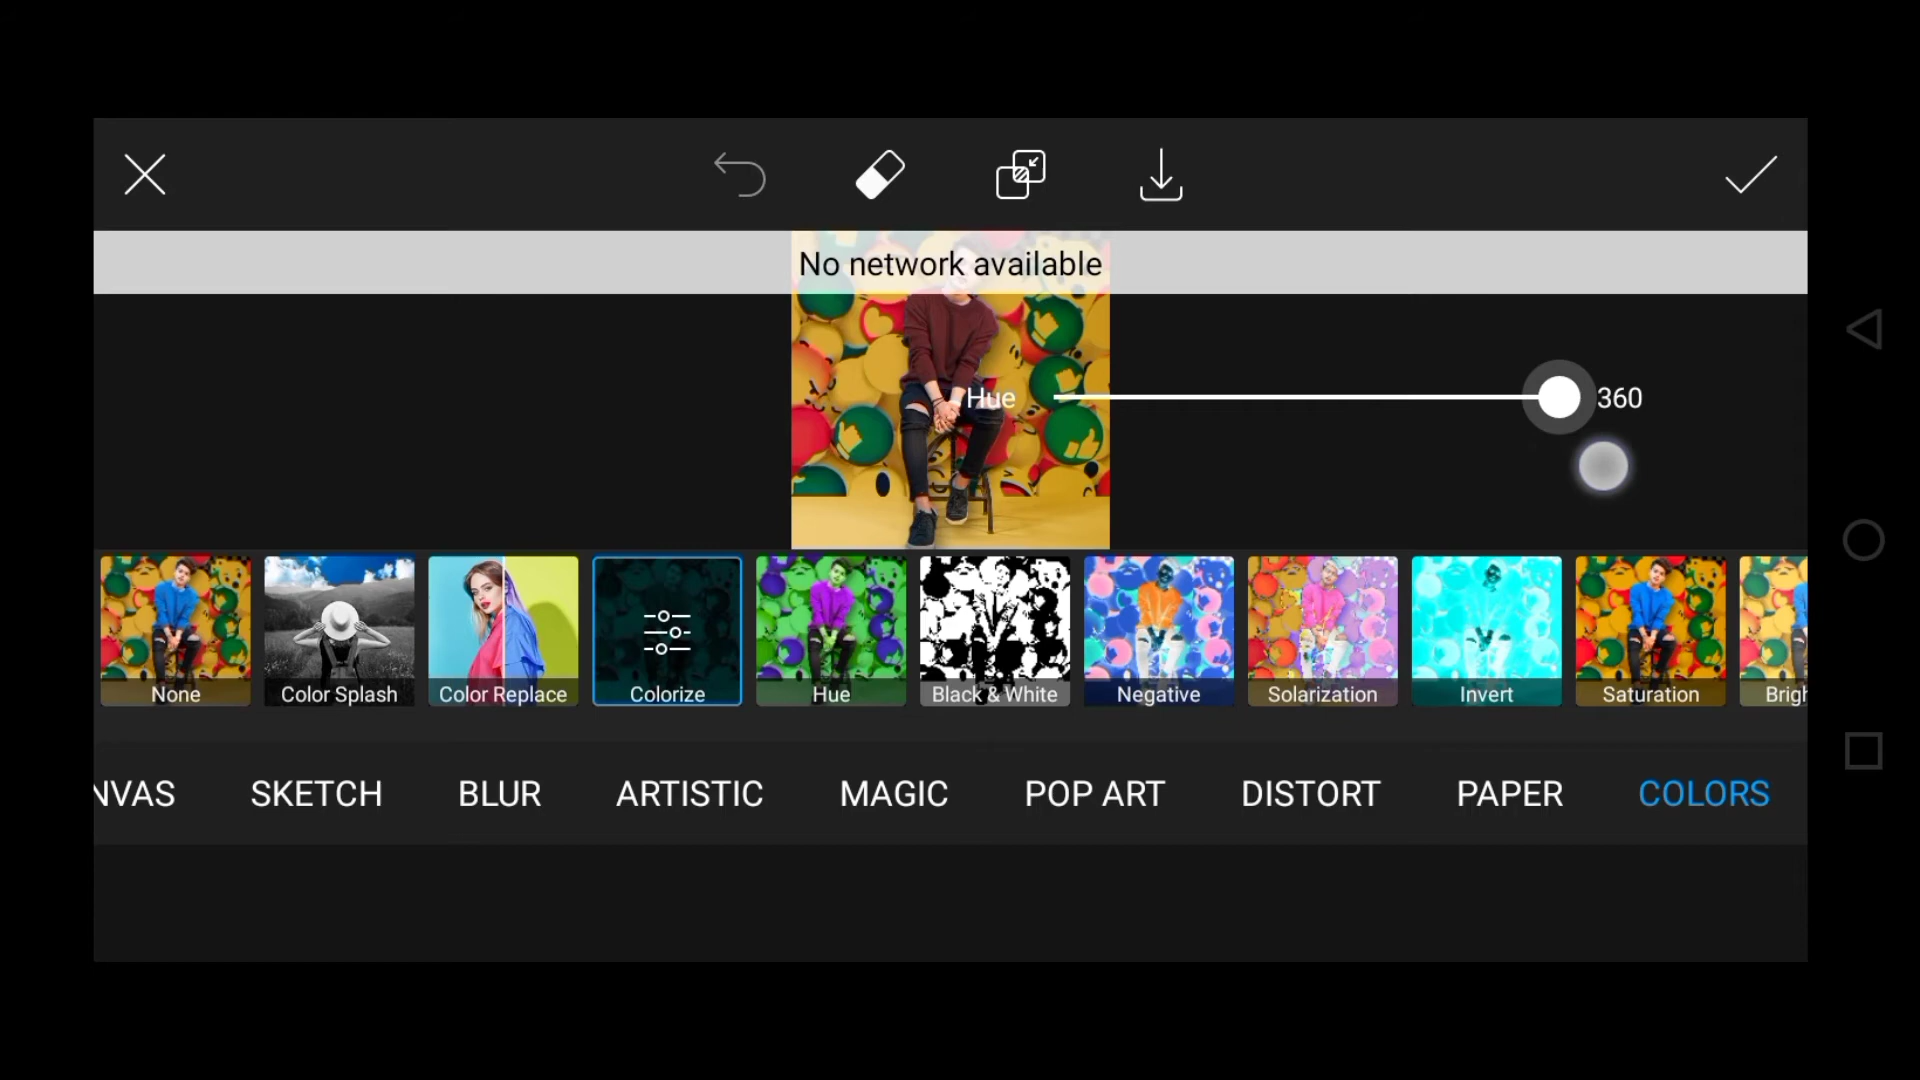 No network available
Hue 360
None Color Splash Color Replace Colorize Hue Black & White Negative Solarization Invert Saturation Brigh
NVAS SKETCH BLUR ARTISTIC MAGIC POP ART DISTORT PAPER COLORS